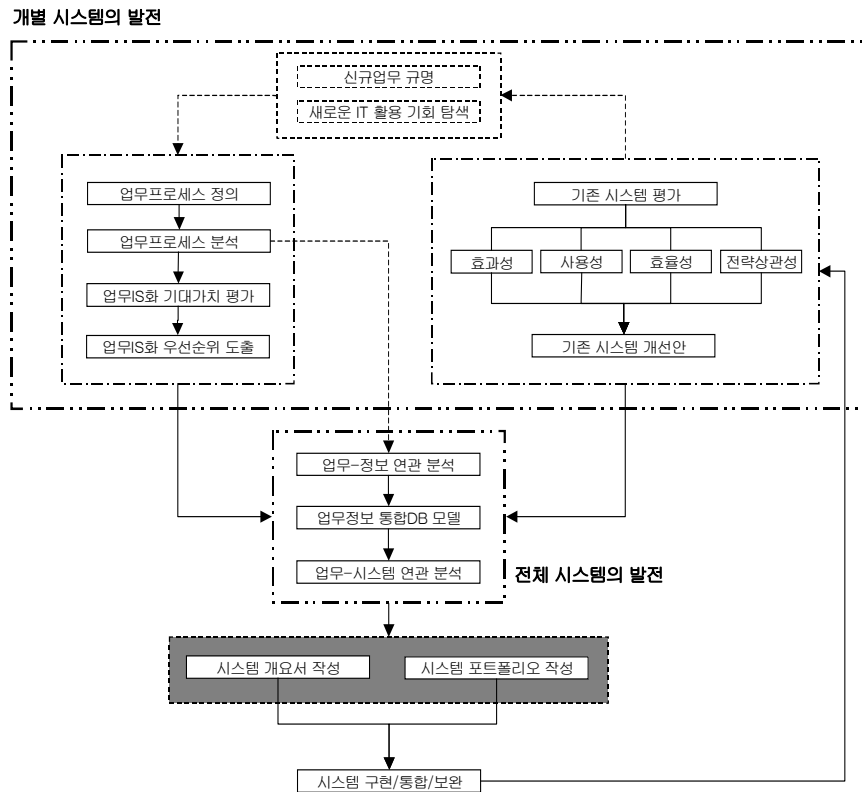 개별 시스템의 발전
신규업무 규명
새로운 IT 활용 기회 탐색
업무프로세스 정의
업무프로세스 분석
업무IS화 기대가치 평가
업무IS화 우선순위 도출
기존 시스템 평가
효과성
사용성
효율성
전략상관성
기존 시스템 개선안
업무-정보 연관 분석
업무정보 통합DB 모델
업무-시스템 연관 분석
전체 시스템의 발전
시스템 개요서 작성
시스템 포트폴리오 작성
시스템 구현/통합/보완